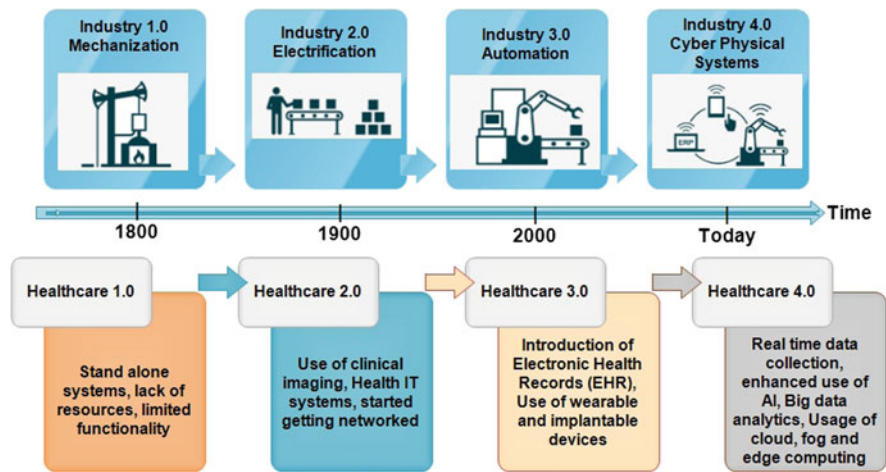 Industry 1.0
Mechanization
Industry 2.0
Electrification
Industry 3.0
Automation
Industry 4.0
Cyber Physical
Systems
ERP
Time
1800
1900
2000
Today
Healthcare 1.0
Healthcare 2.0
Healthcare 3.0
Healthcare 4.0
Stand alone
systems, lack of
resources, limited
functionality
Use of clinical
imaging, Health IT
systems, started
getting networked
Introduction of
Electronic Health
Records (EHR),
Use of wearable
and implantable
devices
Real time data
collection,
enhanced use of
AI, Big data
analytics, Usage of
cloud, fog and
edge computing